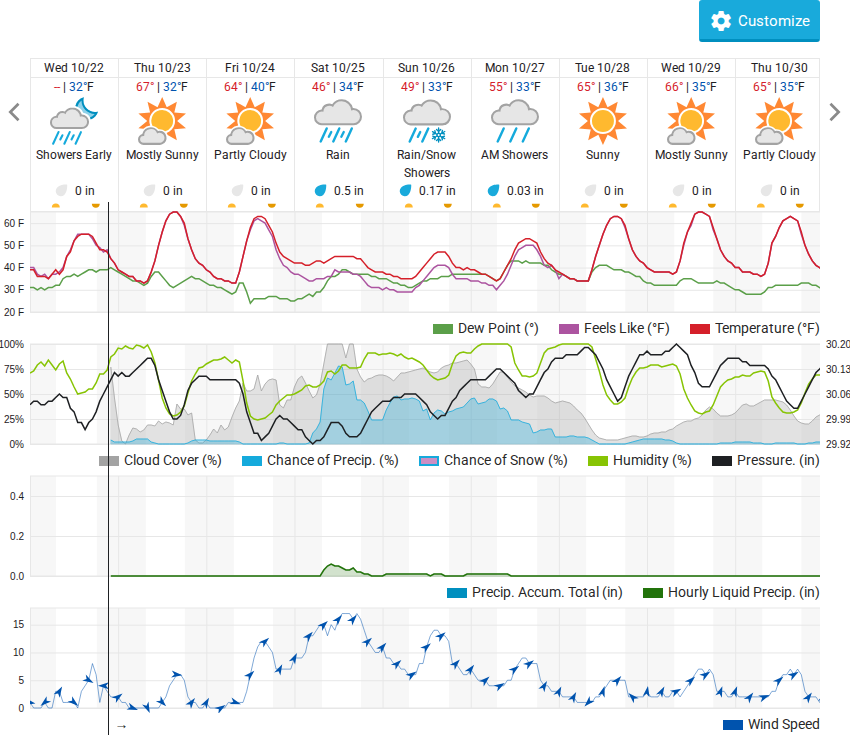 Customize
Wed 10/22 Thu 10/23 Fri 10/24 Sat 10/25 Sun 10/26 Mon 10/27 Tue 10/28 Wed 10/29 Thu 10/30
-- | 32°F 67° | 32°F 64° | 40°F 46° | 34°F 49° | 33°F 55° | 33°F 65° | 36°F 66° | 35°F 65° | 35°F
Showers Early Mostly Sunny Partly Cloudy Rain Rain/Snow Showers AM Showers Sunny Mostly Sunny Partly Cloudy
0 in 0 in 0 in 0.5 in 0.17 in 0.03 in 0 in 0 in 0 in
60 F
50 F
40 F
30 F
20 F
Dew Point (°) Feels Like (°F) Temperature (°F)
100% 30.20
75% 30.13
50% 30.06
25% 29.99
0% 29.92
Cloud Cover (%) Chance of Precip. (%) Chance of Snow (%) Humidity (%) Pressure. (in)
0.4
0.2
0.0
Precip. Accum. Total (in) Hourly Liquid Precip. (in)
15
10
5
0
→
Wind Speed